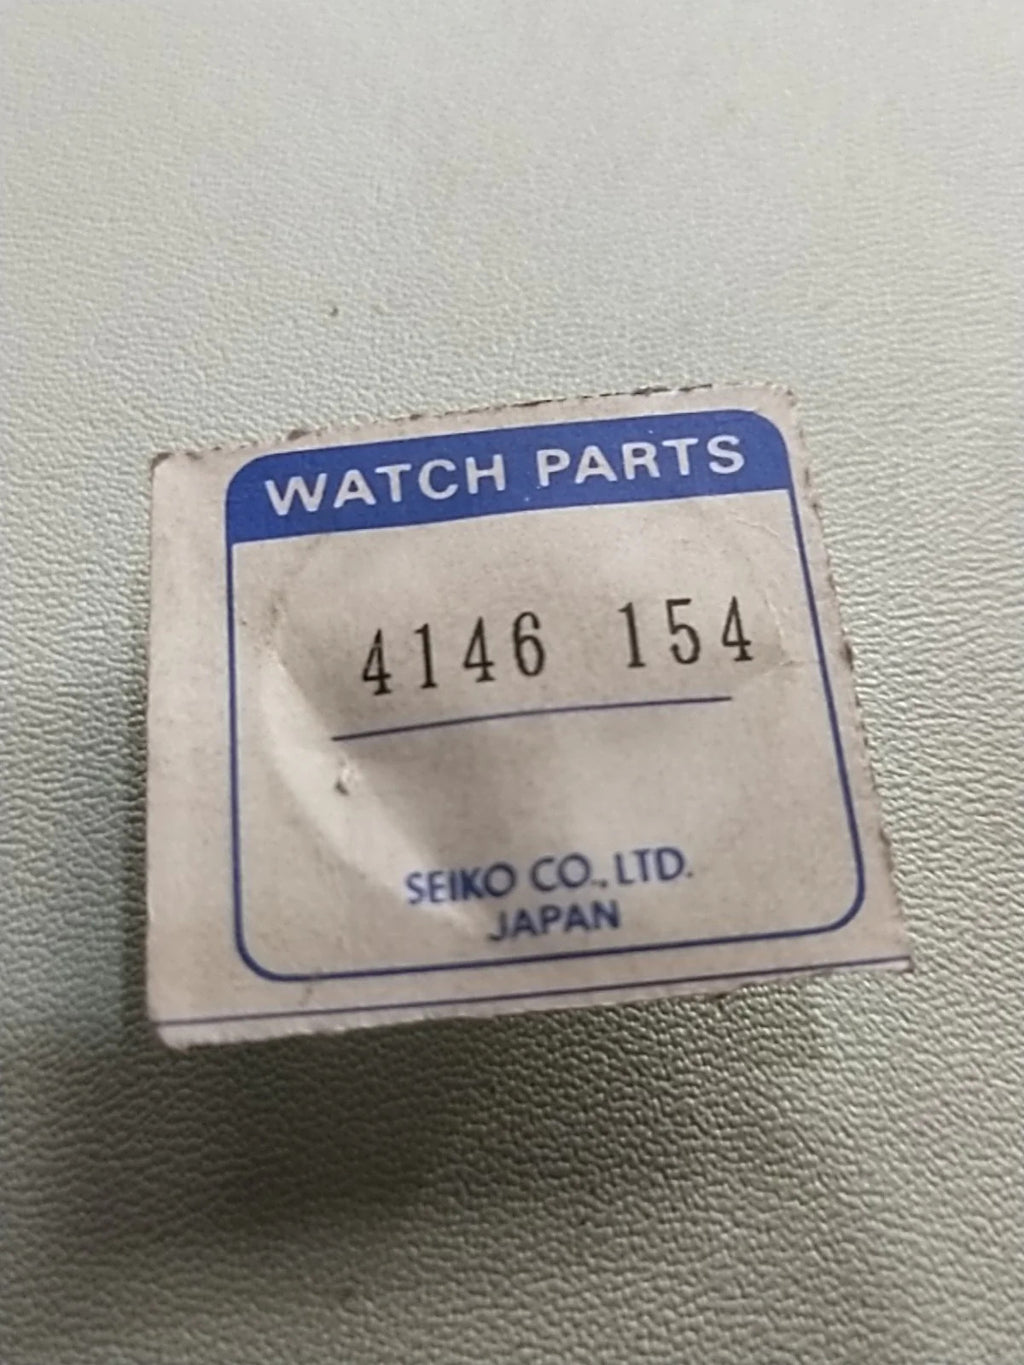 WATCH PARTS
4146 154
SEIKO CO., LTD.
JAPAN